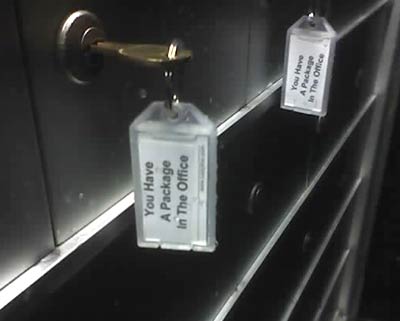 You Have
A Package
In The Office
You Have
A Package
In The Office